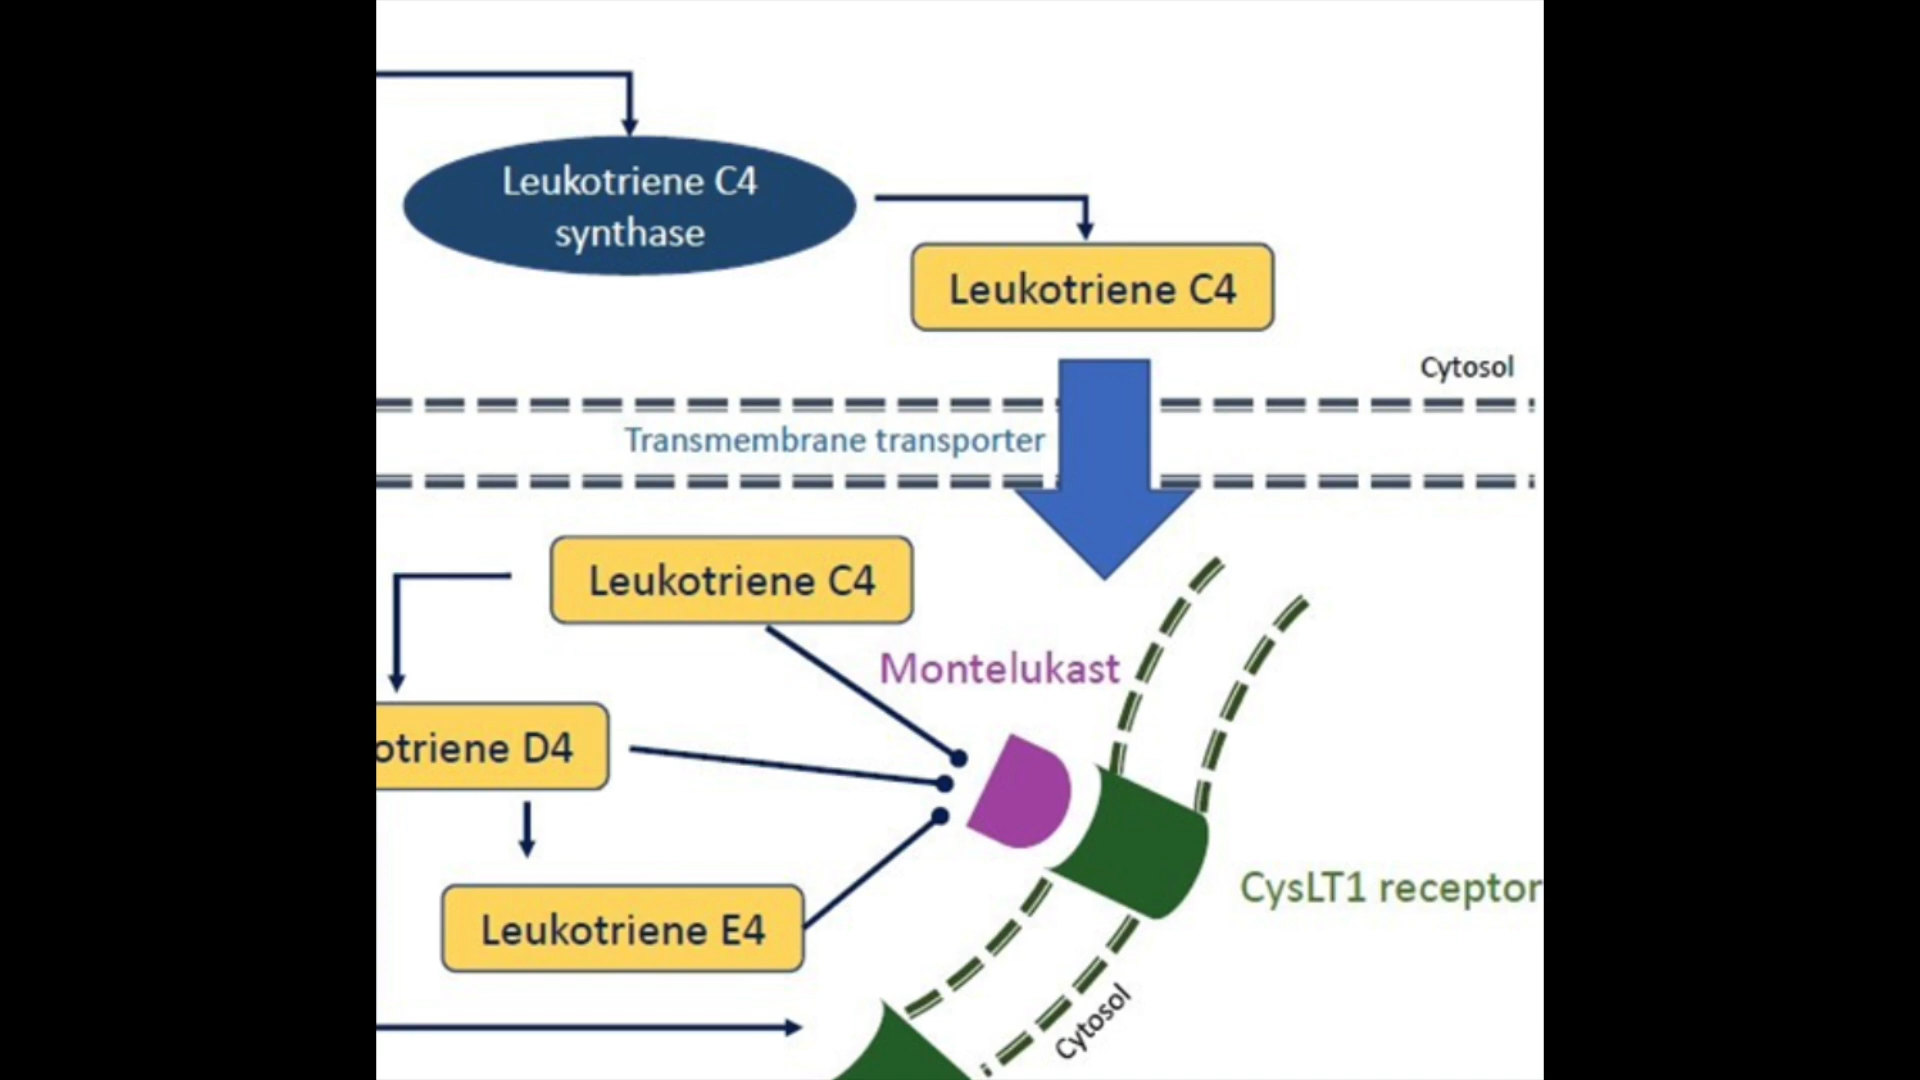 Leukotriene C4
synthase
Leukotriene C4
Cytosol
Transmembrane transporter
Leukotriene C4
Montelukast
otriene D4
CysLT1 receptor
Leukotriene E4
Cytosol